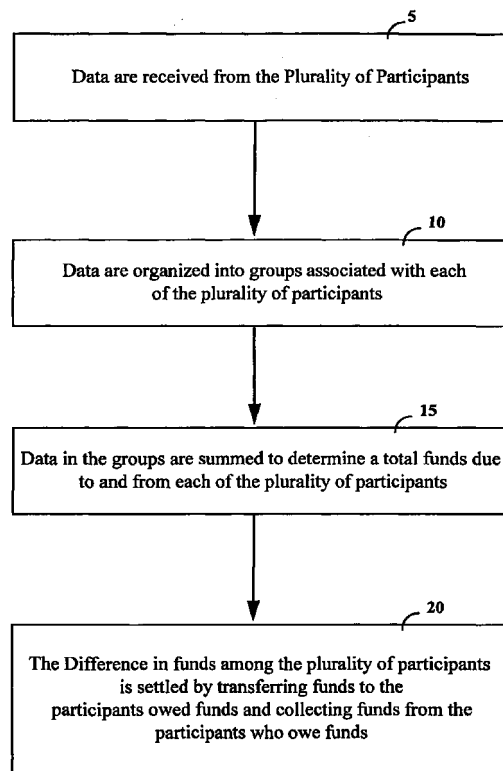 5
Data are received from the Plurality of Participants
10
Data are organized into groups associated with each
of the plurality of participants
15
Data in the groups are summed to determine a total funds due
to and from each of the plurality of participants
20
The Difference in funds among the plurality of participants
is settled by transferring funds to the
participants owed funds and collecting funds from the
participants who owe funds